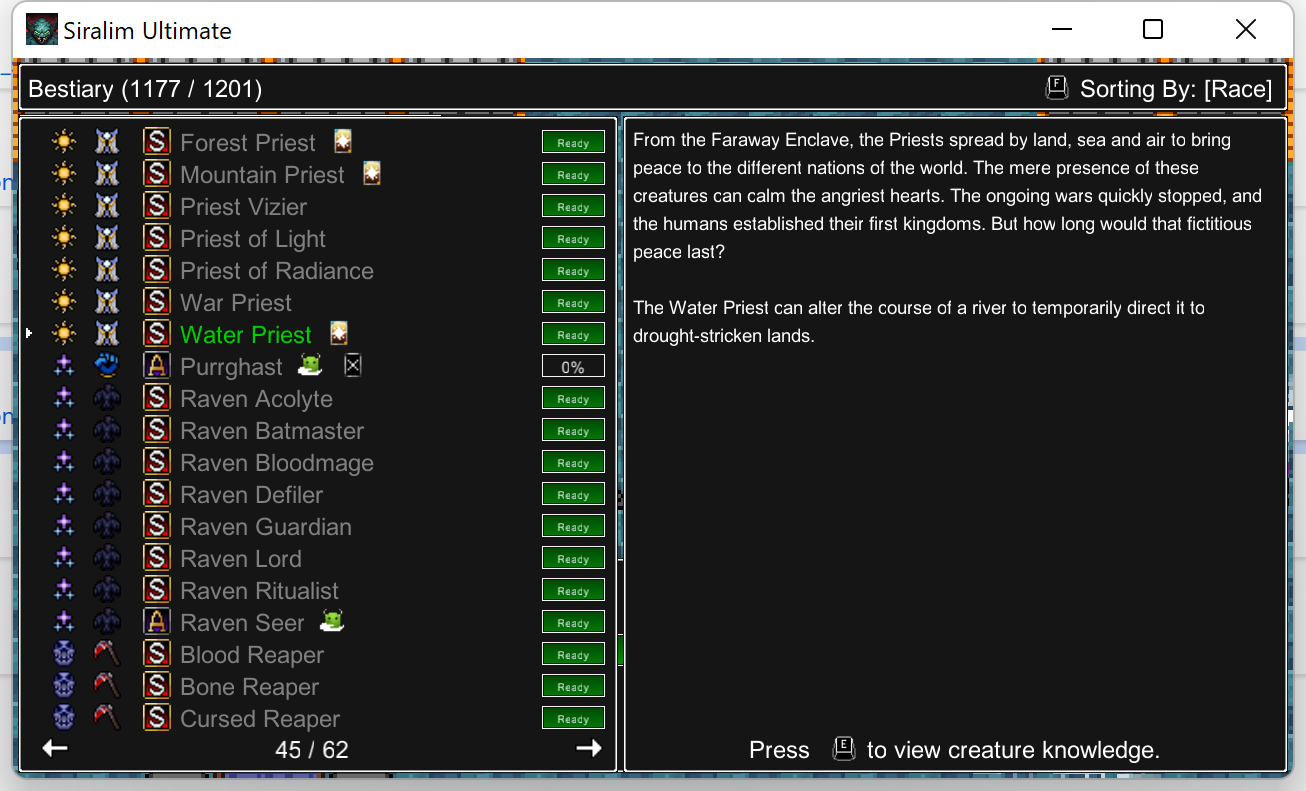 Siralim Ultimate
Bestiary (1177 / 1201)
F Sorting By: [Race]
S Forest Priest Ready
S Mountain Priest Ready
S Priest Vizier Ready
S Priest of Light Ready
S Priest of Radiance Ready
S War Priest Ready
S Water Priest Ready
A Purrghast 0%
S Raven Acolyte Ready
S Raven Batmaster Ready
S Raven Bloodmage Ready
S Raven Defiler Ready
S Raven Guardian Ready
S Raven Lord Ready
S Raven Ritualist Ready
A Raven Seer Ready
S Blood Reaper Ready
S Bone Reaper Ready
S Cursed Reaper Ready
45 / 62
From the Faraway Enclave, the Priests spread by land, sea and air to bring
peace to the different nations of the world. The mere presence of these
creatures can calm the angriest hearts. The ongoing wars quickly stopped, and
the humans established their first kingdoms. But how long would that fictitious
peace last?
The Water Priest can alter the course of a river to temporarily direct it to
drought-stricken lands.
Press E to view creature knowledge.